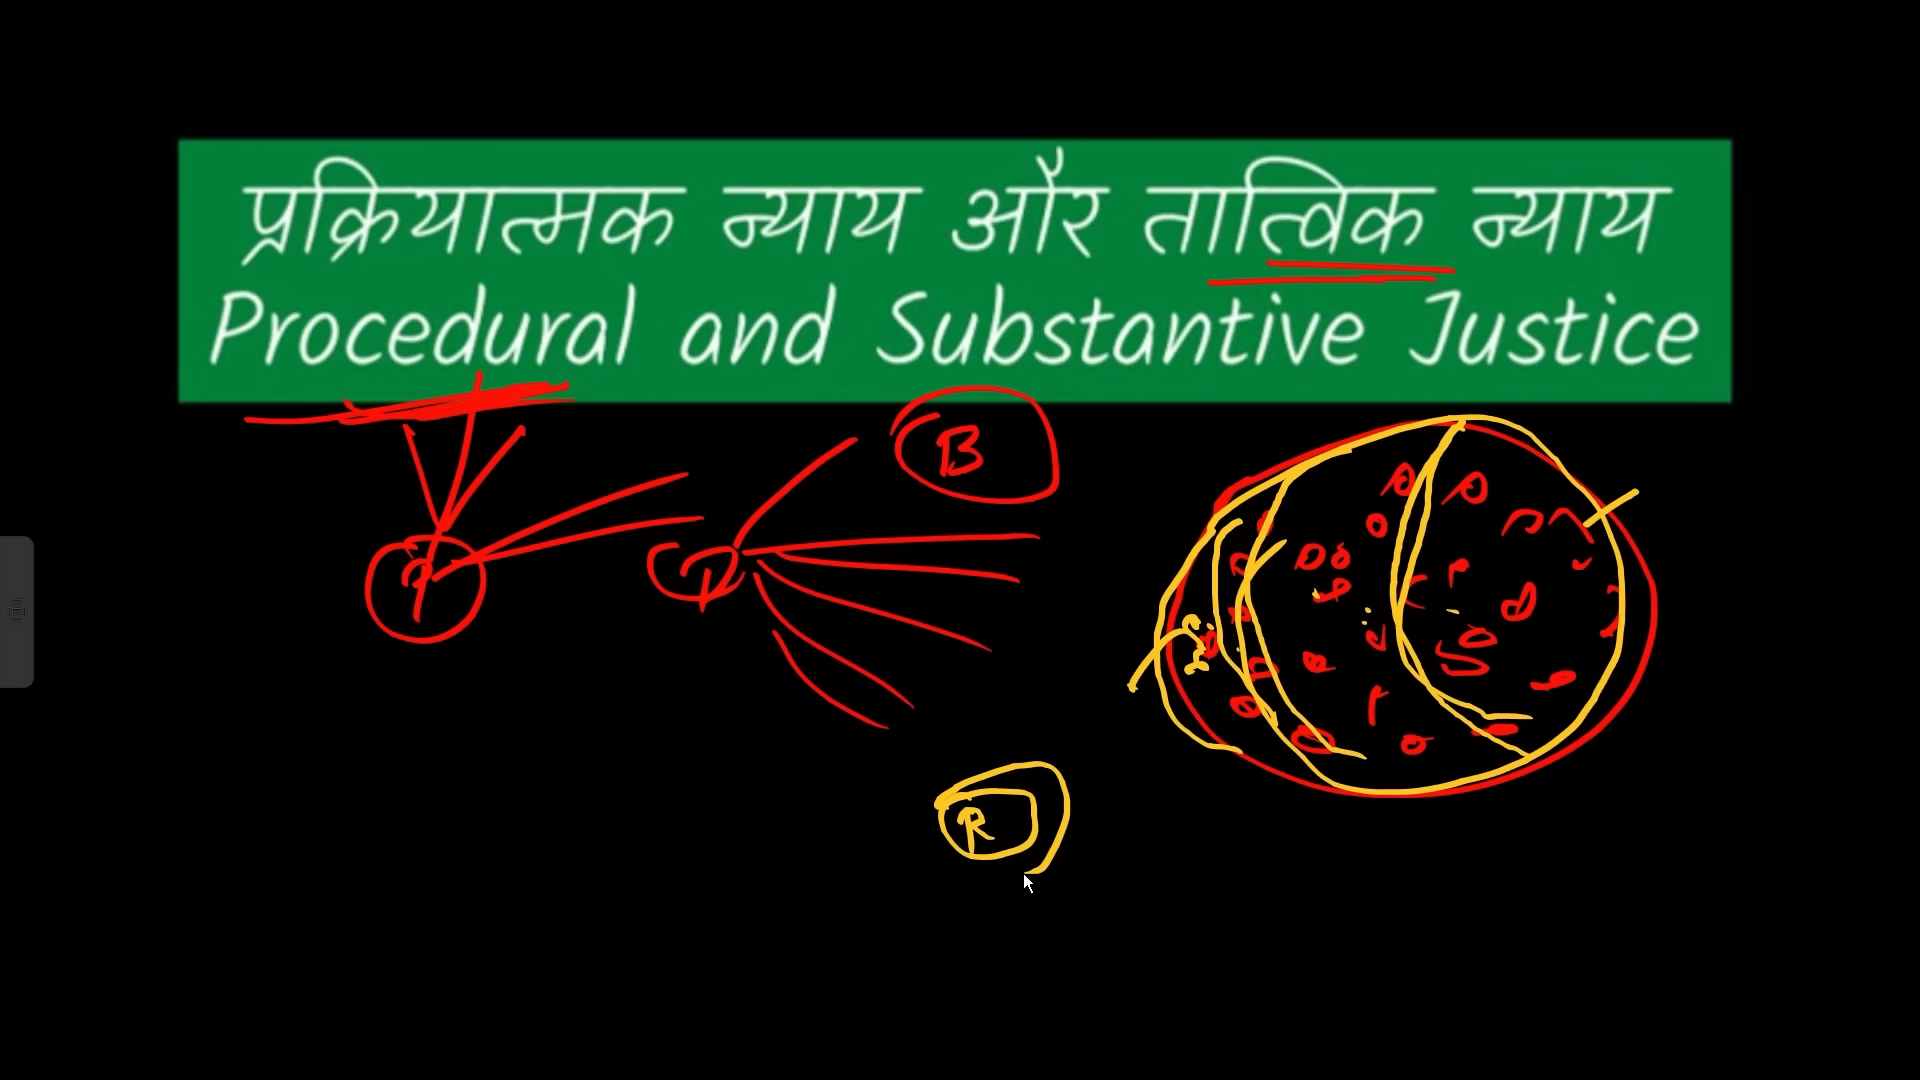 प्रक्रियात्मक न्याय और तात्विक न्याय
Procedural and Substantive Justice
B
P
D
R